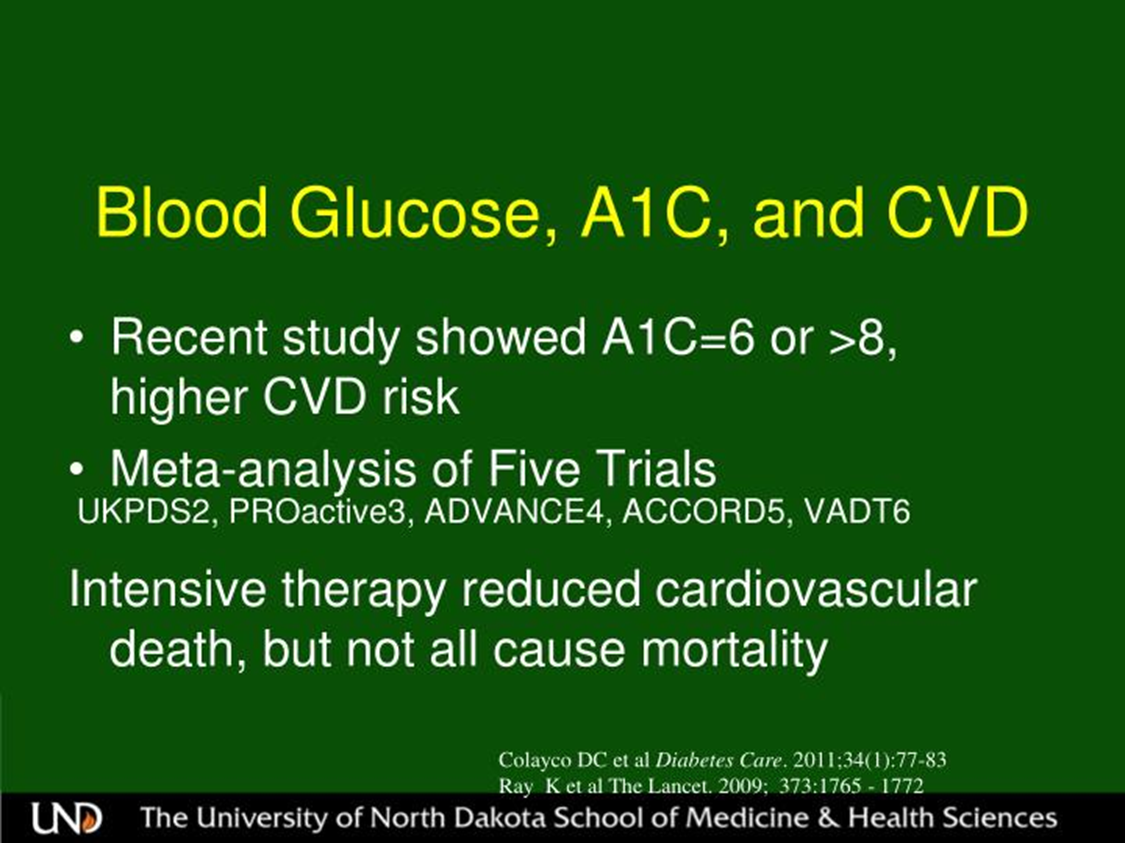 Blood Glucose, A1C, and CVD
• Recent study showed A1C=6 or >8,
higher CVD risk
• Meta-analysis of Five Trials
UKPDS2, PROactive3, ADVANCE4, ACCORD5, VADT6
Intensive therapy reduced cardiovascular
death, but not all cause mortality
Colayco DC et al Diabetes Care. 2011;34(1):77-83
Ray K et al The Lancet. 2009; 373:1765 - 1772
UND The University of North Dakota School of Medicine & Health Sciences